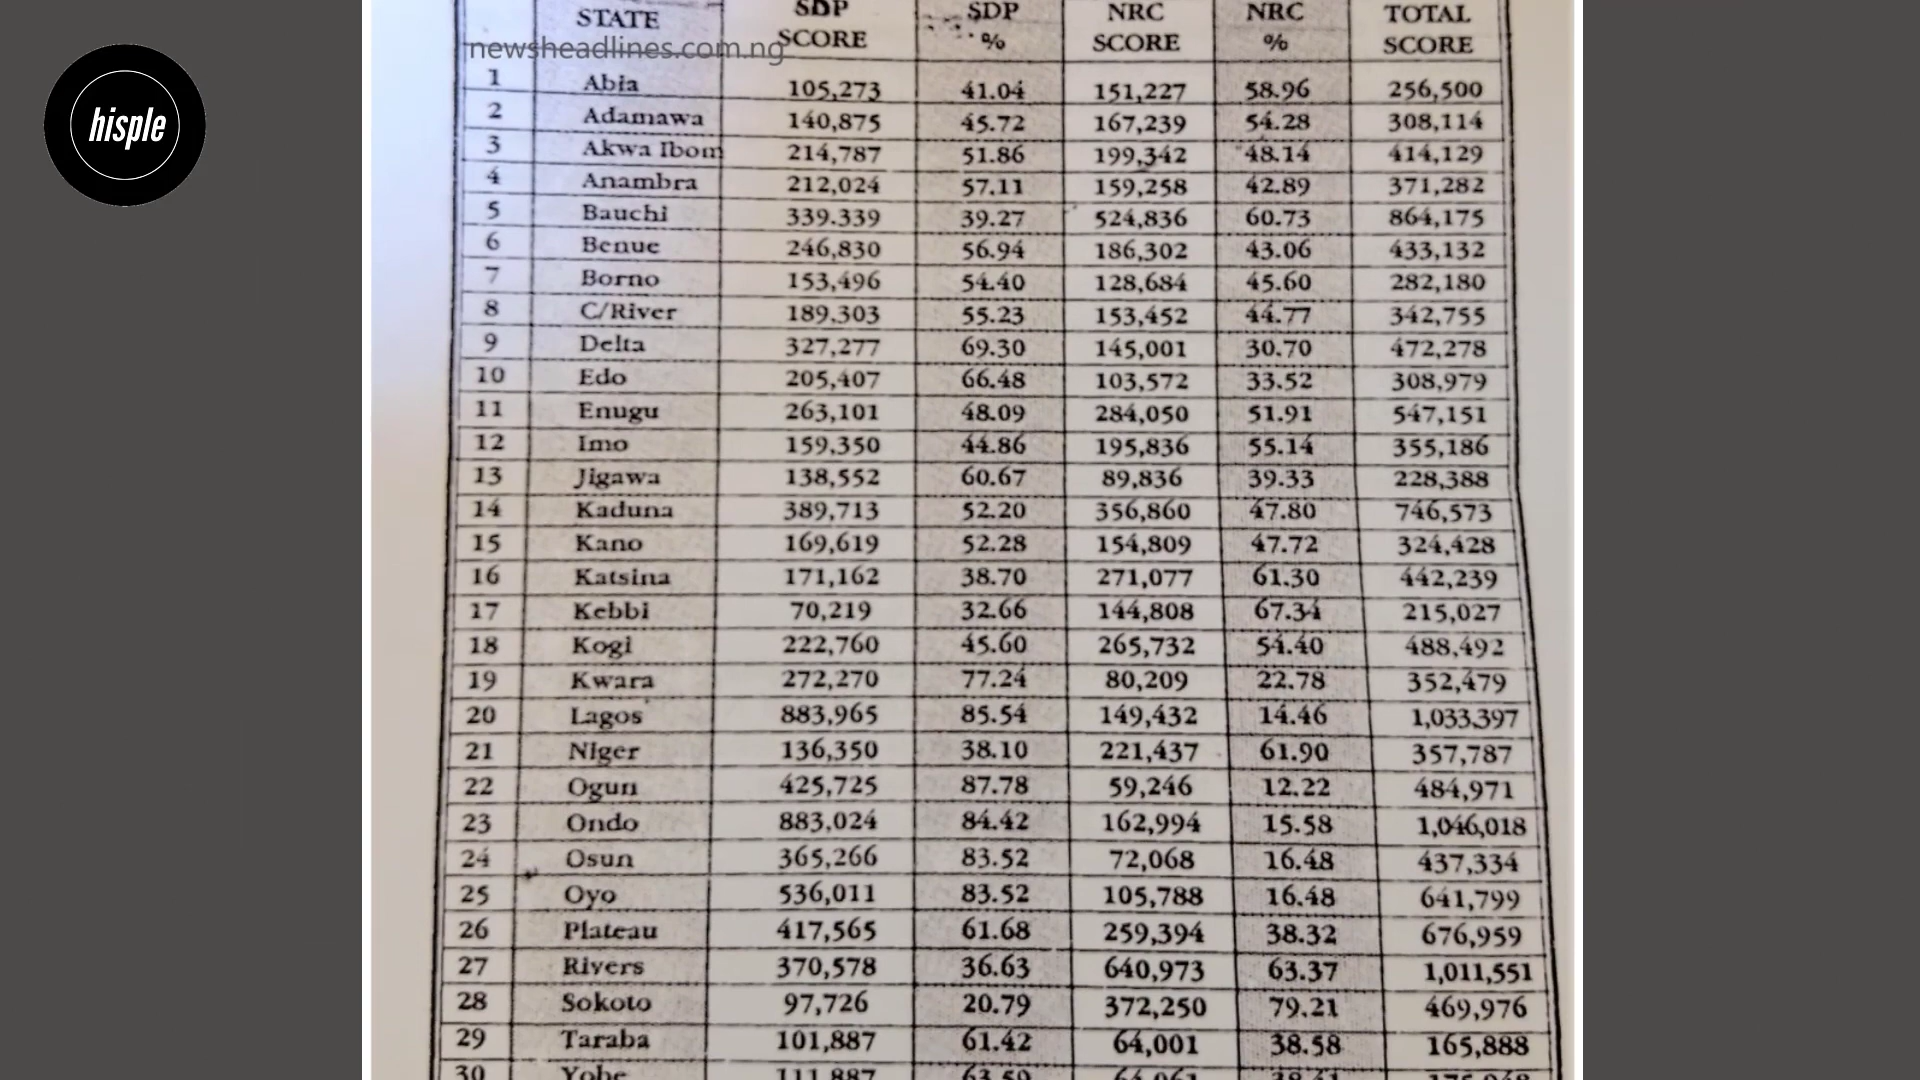 hisple
newsheadlines.com.ng
STATE SDP SCORE SDP % NRC SCORE NRC % TOTAL SCORE
1 Abia 105,273 41.04 151,227 58.96 256,500
2 Adamawa 140,875 45.72 167,239 54.28 308,114
3 Akwa Ibom 214,787 51.86 199,342 48.14 414,129
4 Anambra 212,024 57.11 159,258 42.89 371,282
5 Bauchi 339.339 39.27 524,836 60.73 864,175
6 Benue 246,830 56.94 186,302 43.06 433,132
7 Borno 153,496 54.40 128,684 45.60 282,180
8 C/River 189,303 55.23 153,452 44.77 342,755
9 Delta 327,277 69.30 145,001 30.70 472,278
10 Edo 205,407 66.48 103,572 33.52 308,979
11 Enugu 263,101 48.09 284,050 51.91 547,151
12 Imo 159,350 44.86 195,836 55.14 355,186
13 Jigawa 138,552 60.67 89,836 39.33 228,388
14 Kaduna 389,713 52.20 356,860 47.80 746,573
15 Kano 169,619 52.28 154,809 47.72 324,428
16 Katsina 171,162 38.70 271,077 61.30 442,239
17 Kebbi 70,219 32.66 144,808 67.34 215,027
18 Kogi 222,760 45.60 265,732 54.40 488,492
19 Kwara 272,270 77.24 80,209 22.78 352,479
20 Lagos 883,965 85.54 149,432 14.46 1,033,397
21 Niger 136,350 38.10 221,437 61.90 357,787
22 Ogun 425,725 87.78 59,246 12.22 484,971
23 Ondo 883,024 84.42 162,994 15.58 1,046,018
24 Osun 365,266 83.52 72,068 16.48 437,334
25 Oyo 536,011 83.52 105,788 16.48 641,799
26 Plateau 417,565 61.68 259,394 38.32 676,959
27 Rivers 370,578 36.63 640,973 63.37 1,011,551
28 Sokoto 97,726 20.79 372,250 79.21 469,976
29 Taraba 101,887 61.42 64,001 38.58 165,888
30 Yobe 111,887